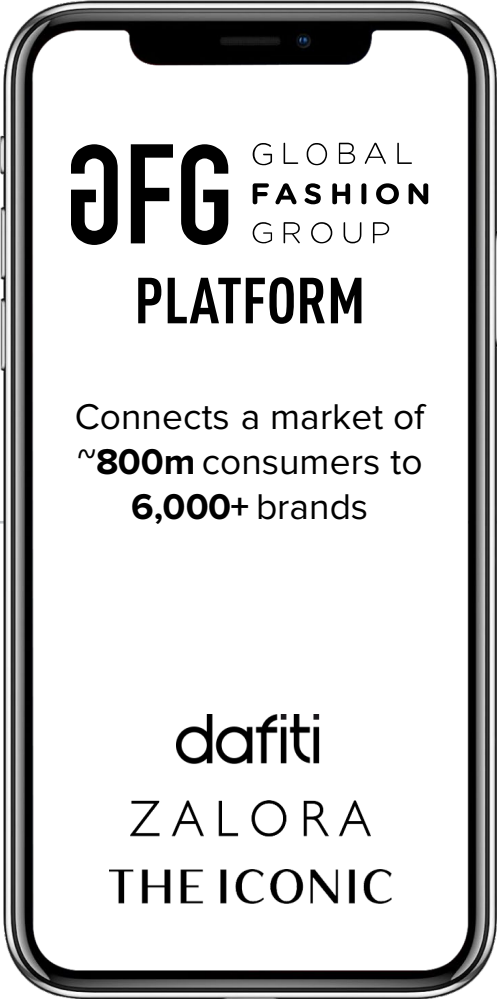 GFG
GLOBAL
FASHION
GROUP
PLATFORM
Connects a market of
~800m consumers to
6,000+ brands
dafiti
ZALORA
THE ICONIC